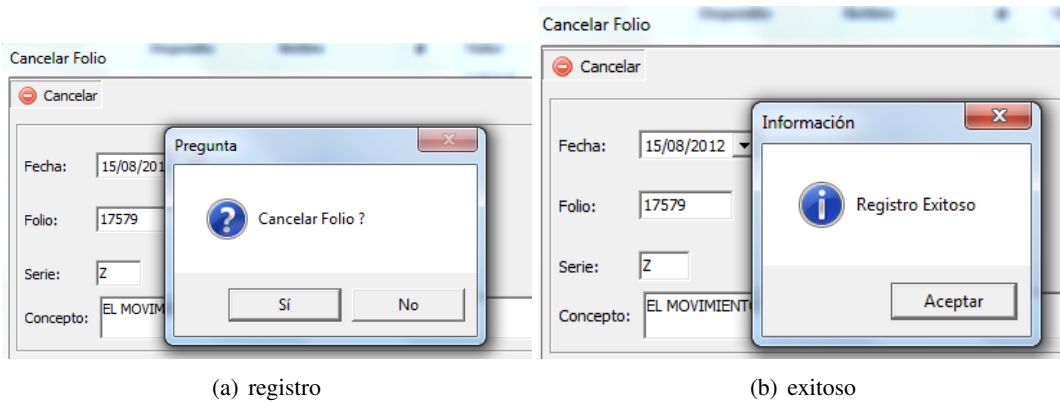 Cancelar Folio
Cancelar
Pregunta
Fecha: 15/08/201
Folio: 17579
Cancelar Folio ?
Serie: Z
Sí No
Concepto: EL MOVIM
(a) registro
Cancelar Folio
Cancelar
Información
Fecha: 15/08/2012
Folio: 17579
Registro Exitoso
Serie: Z
Aceptar
Concepto: EL MOVIMIENTO
(b) exitoso